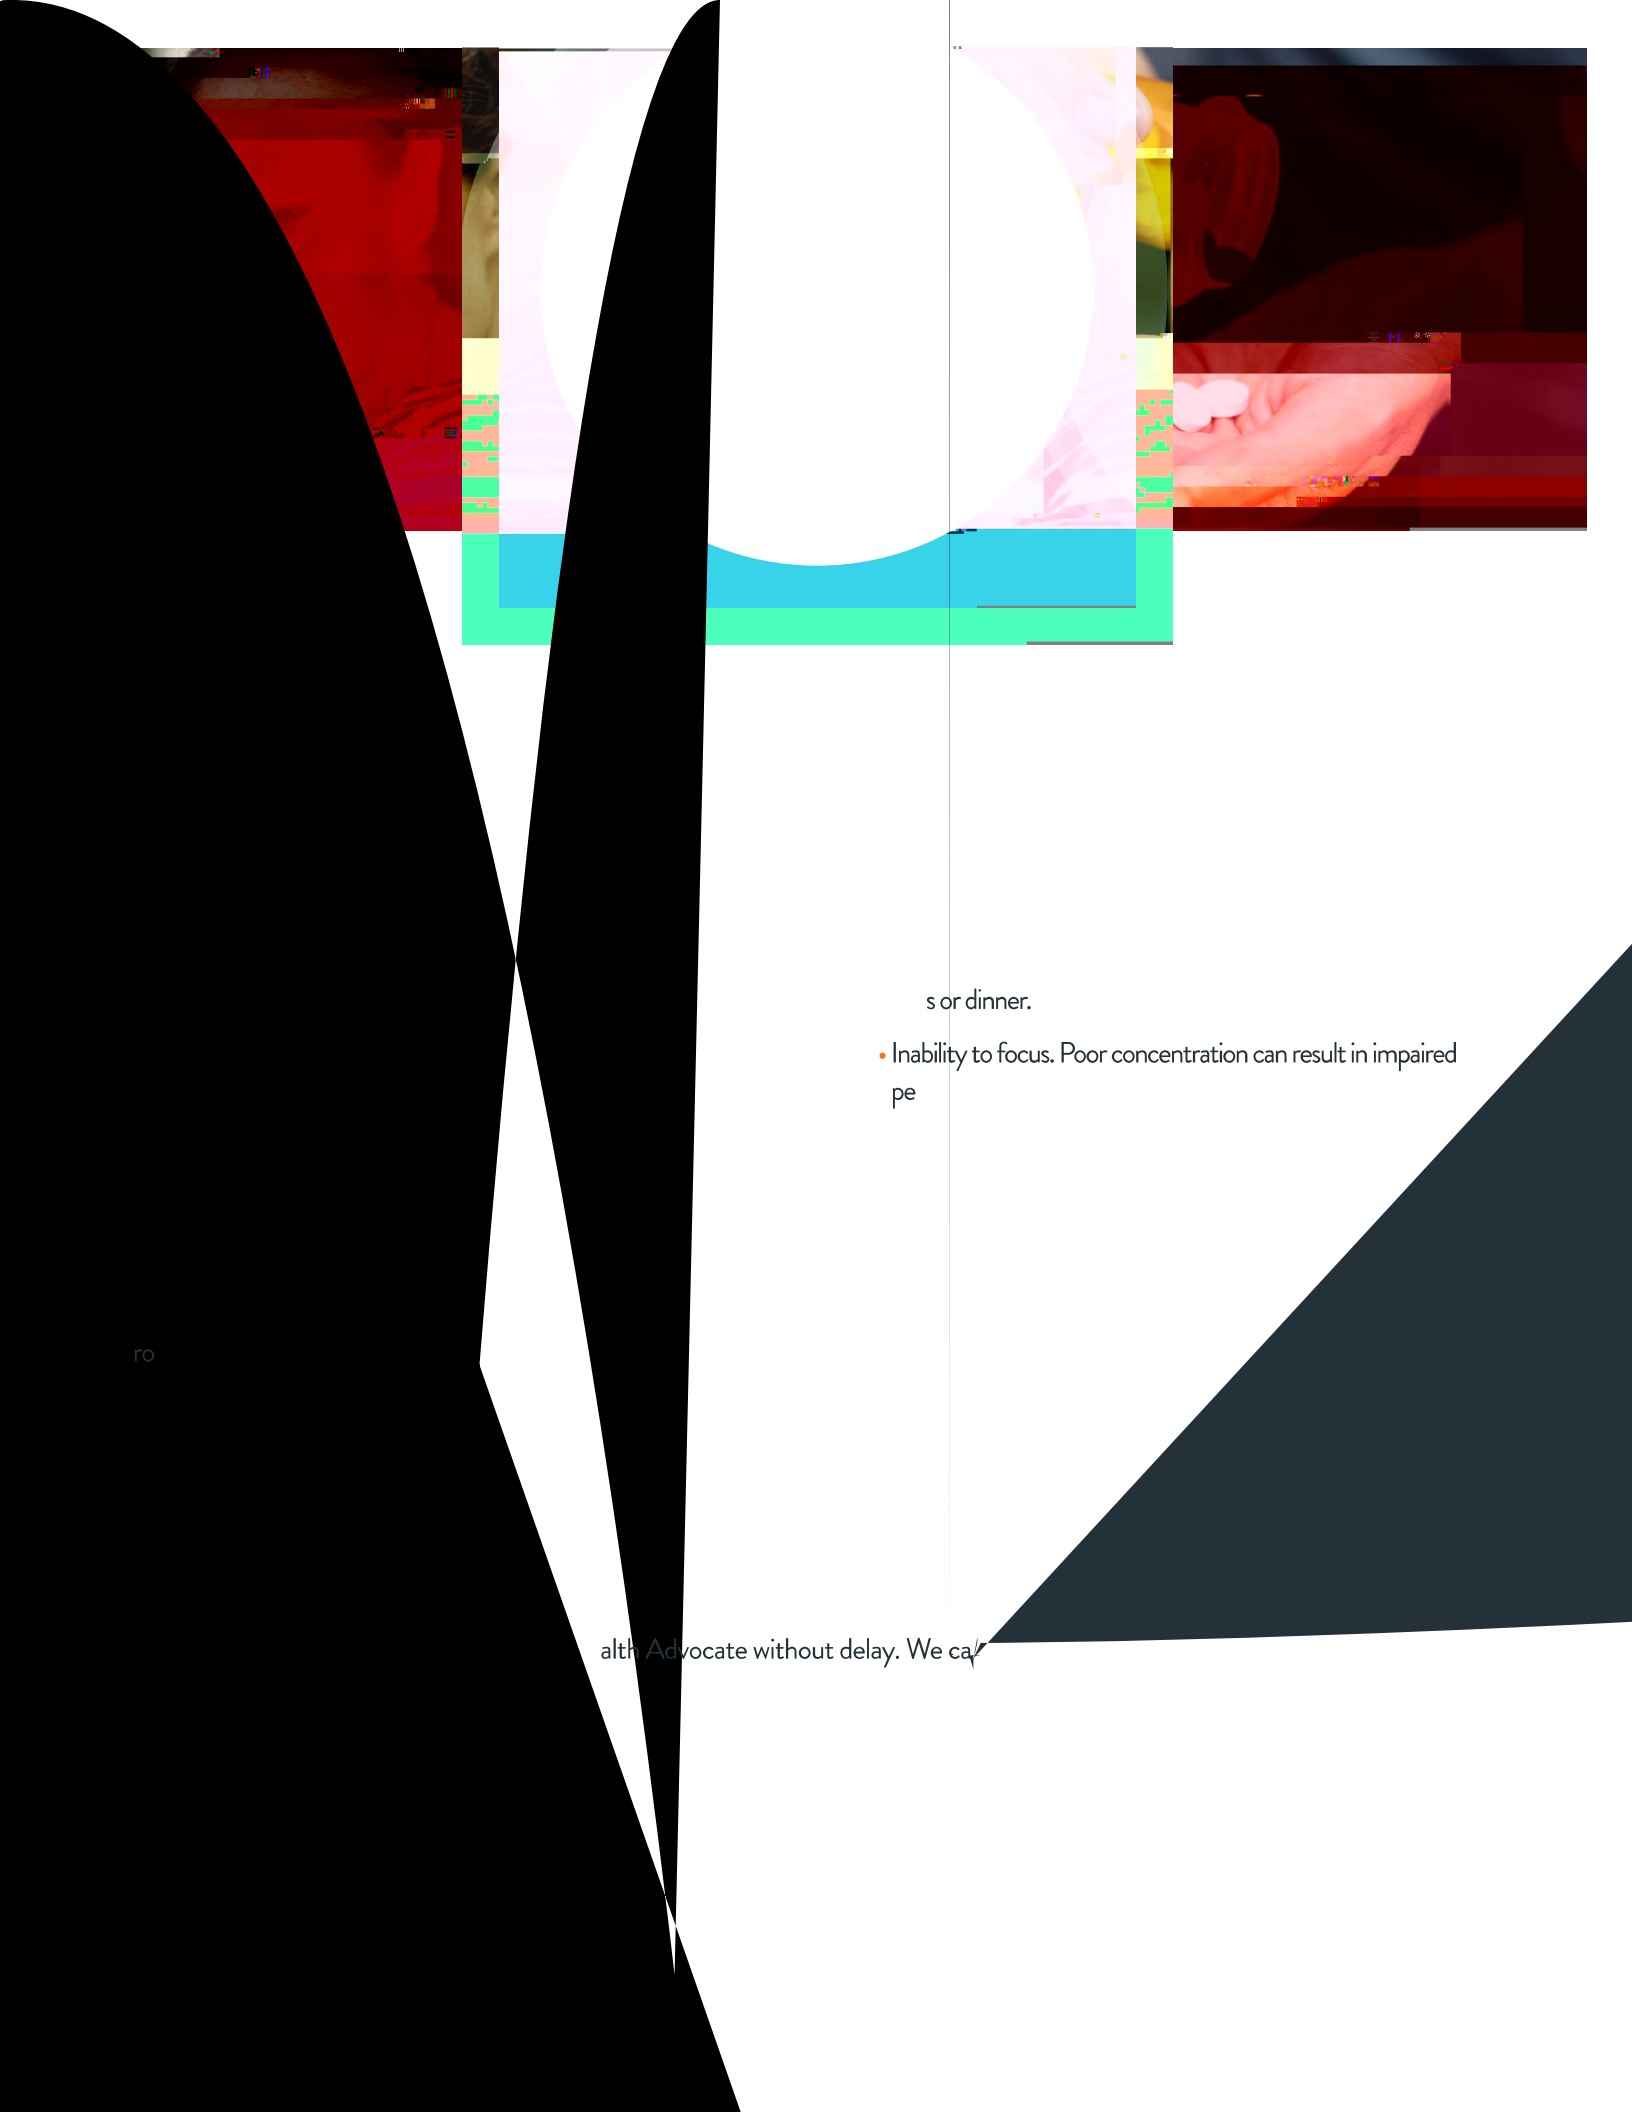 s or dinner.
• Inability to focus. Poor concentration can result in impaired
pe
ro
alth Advocate without delay. We ca